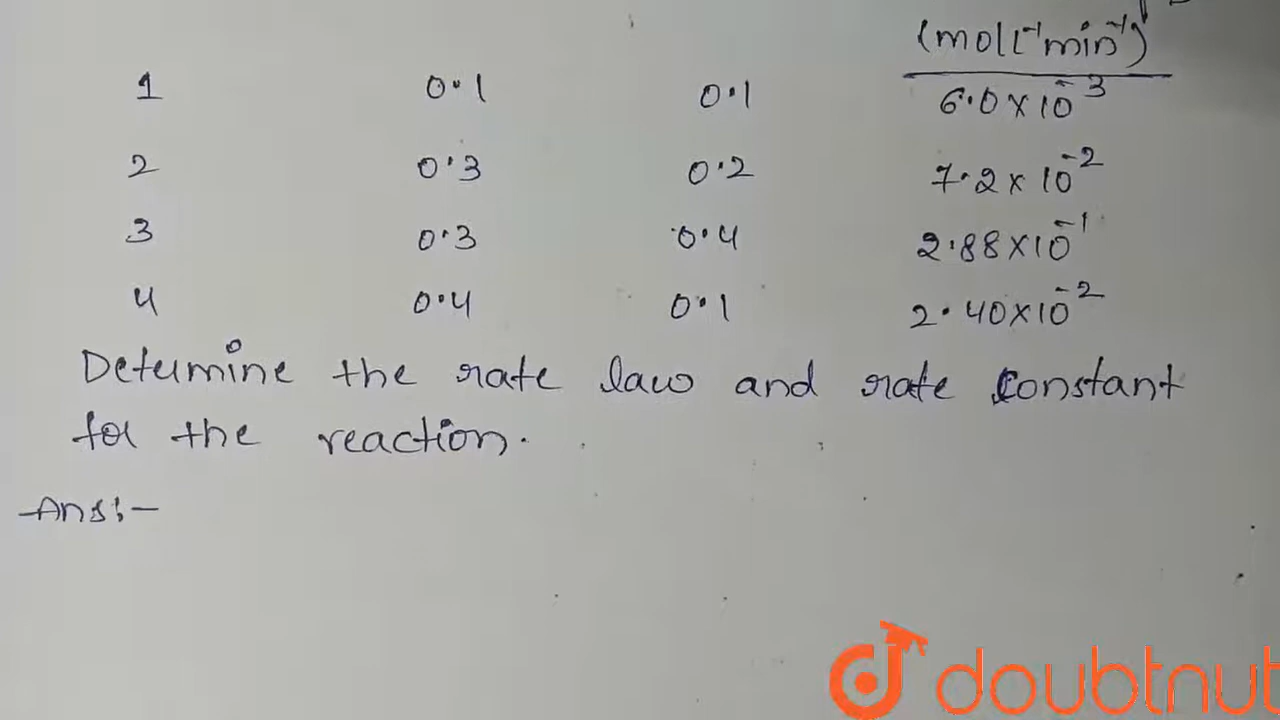 (mol L⁻¹ min⁻¹)
1 0.1 0.1 6.0 × 10⁻³
2 0.3 0.2 7.2 × 10⁻²
3 0.3 0.4 2.88 × 10⁻¹
4 0.4 0.1 2.40 × 10⁻²
Determine the rate law and rate constant
for the reaction.
Ans:-
doubtnut